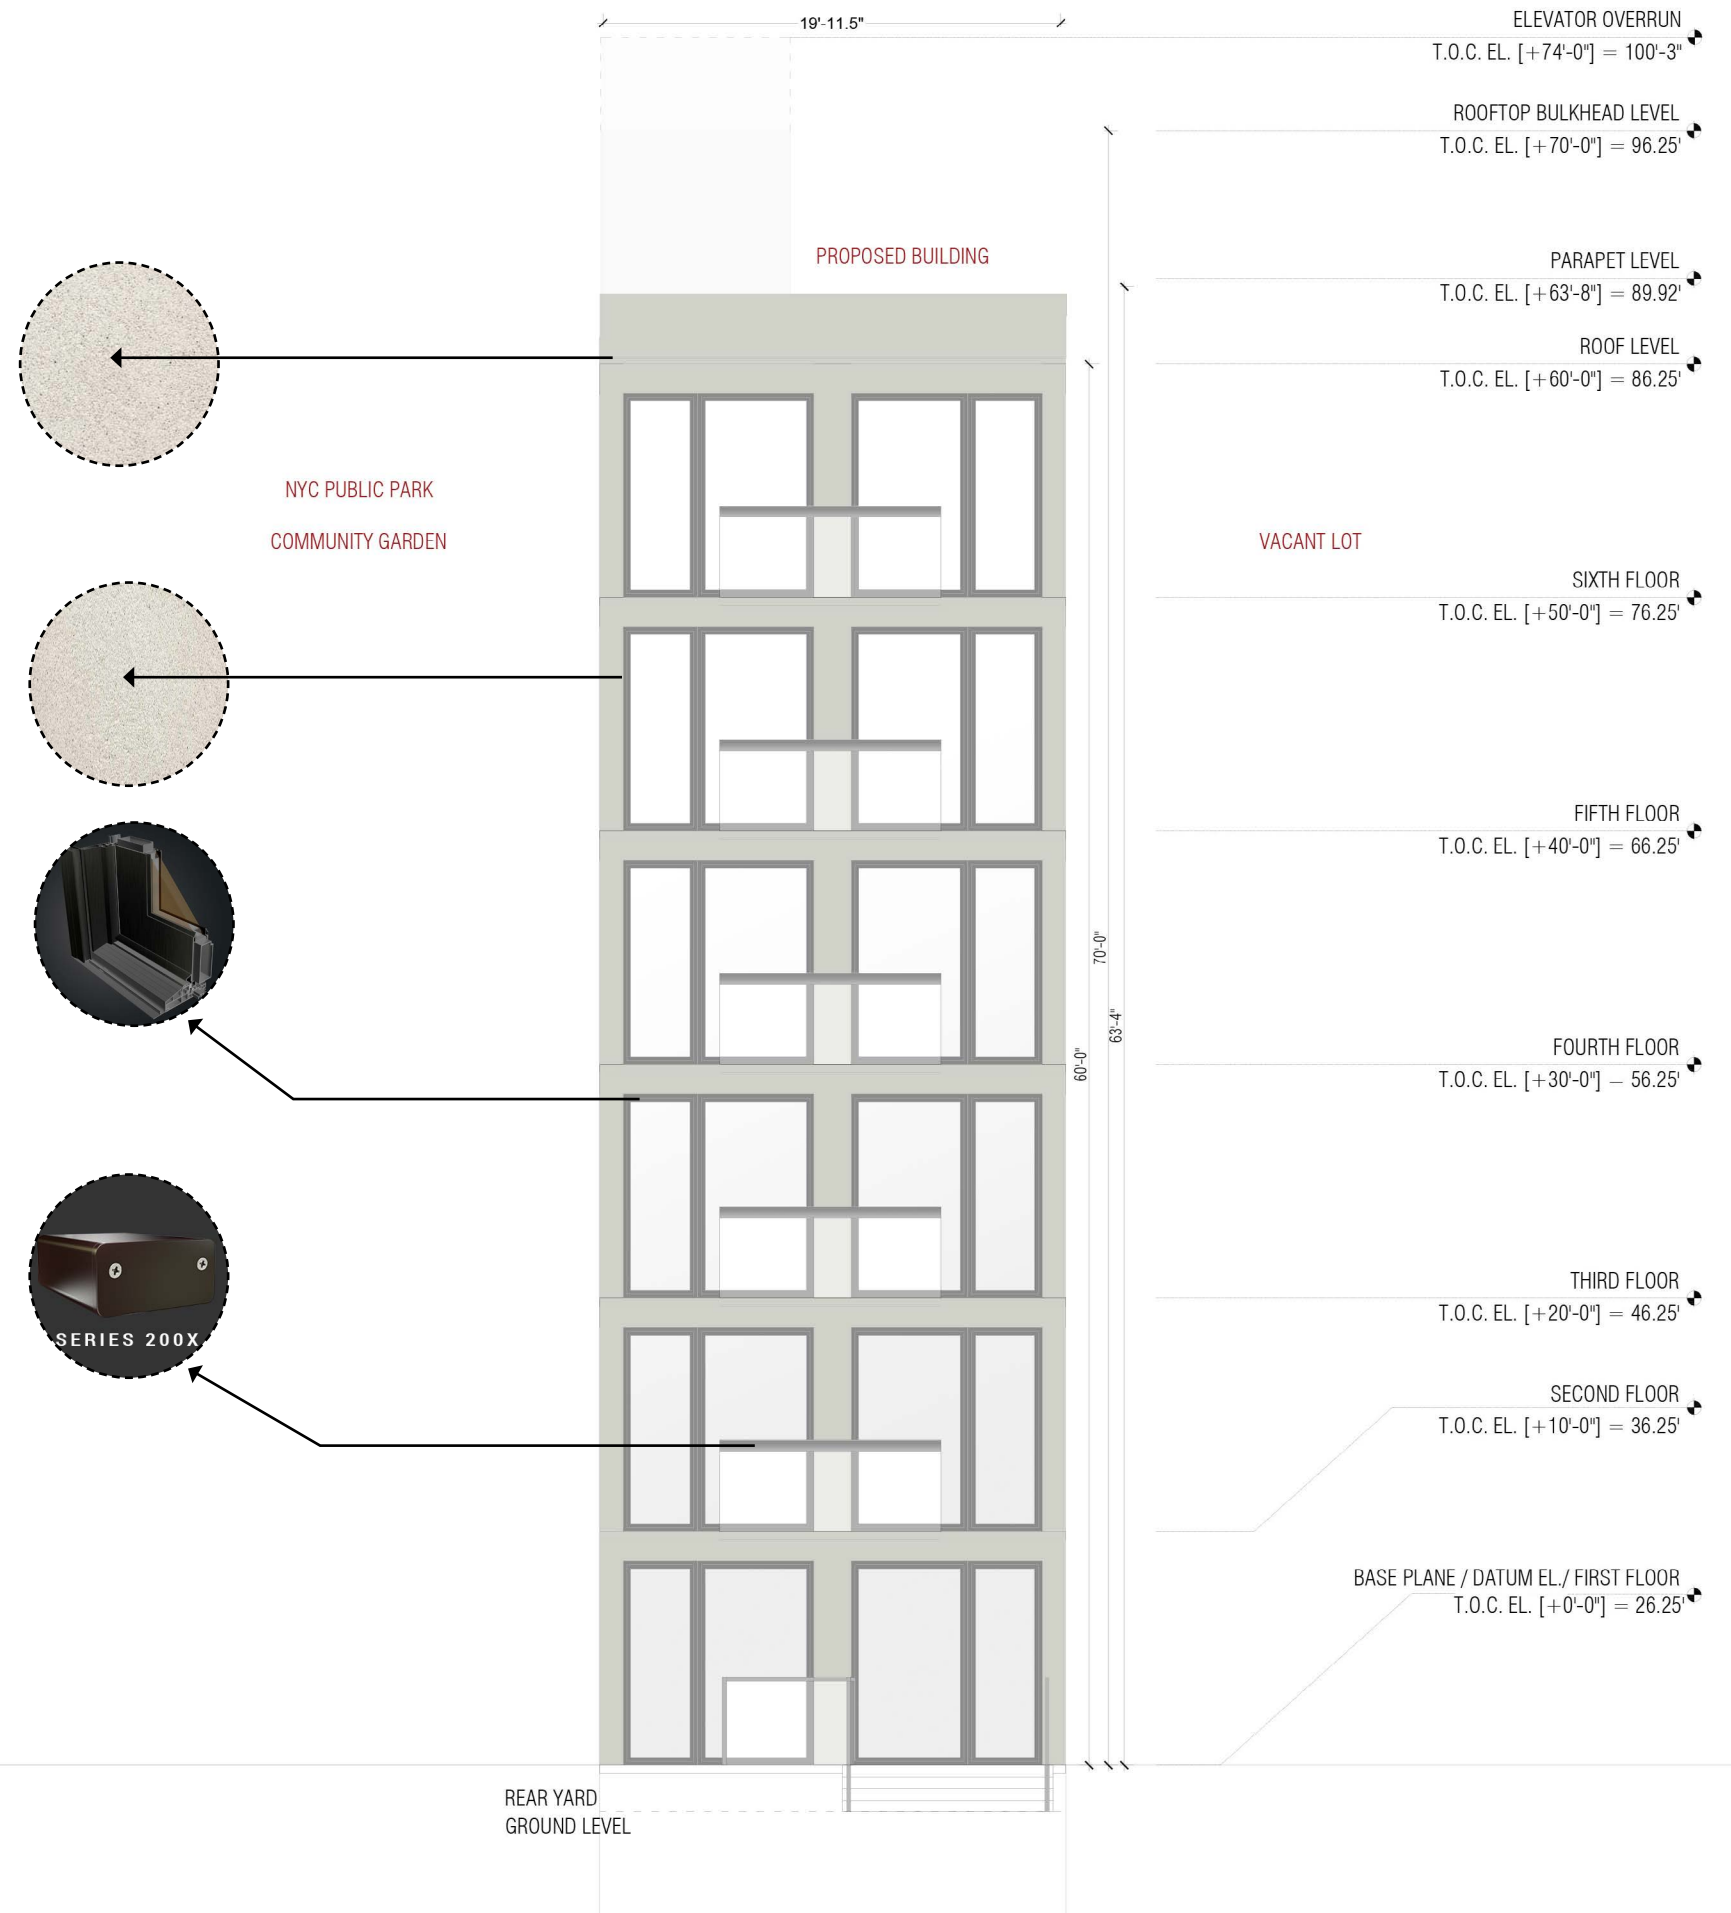 19'-11.5"
ELEVATOR OVERRUN
T.O.C. EL. [+74'-0"] = 100'-3"
ROOFTOP BULKHEAD LEVEL
T.O.C. EL. [+70'-0"] = 96.25'
PROPOSED BUILDING
PARAPET LEVEL
T.O.C. EL. [+63'-8"] = 89.92'
ROOF LEVEL
T.O.C. EL. [+60'-0"] = 86.25'
NYC PUBLIC PARK
COMMUNITY GARDEN
VACANT LOT
SIXTH FLOOR
T.O.C. EL. [+50'-0"] = 76.25'
FIFTH FLOOR
T.O.C. EL. [+40'-0"] = 66.25'
70'-0"
63'-4"
60'-0"
FOURTH FLOOR
T.O.C. EL. [+30'-0"] – 56.25'
THIRD FLOOR
T.O.C. EL. [+20'-0"] = 46.25'
SERIES 200X
SECOND FLOOR
T.O.C. EL. [+10'-0"] = 36.25'
BASE PLANE / DATUM EL./ FIRST FLOOR
T.O.C. EL. [+0'-0"] = 26.25'
REAR YARD
GROUND LEVEL